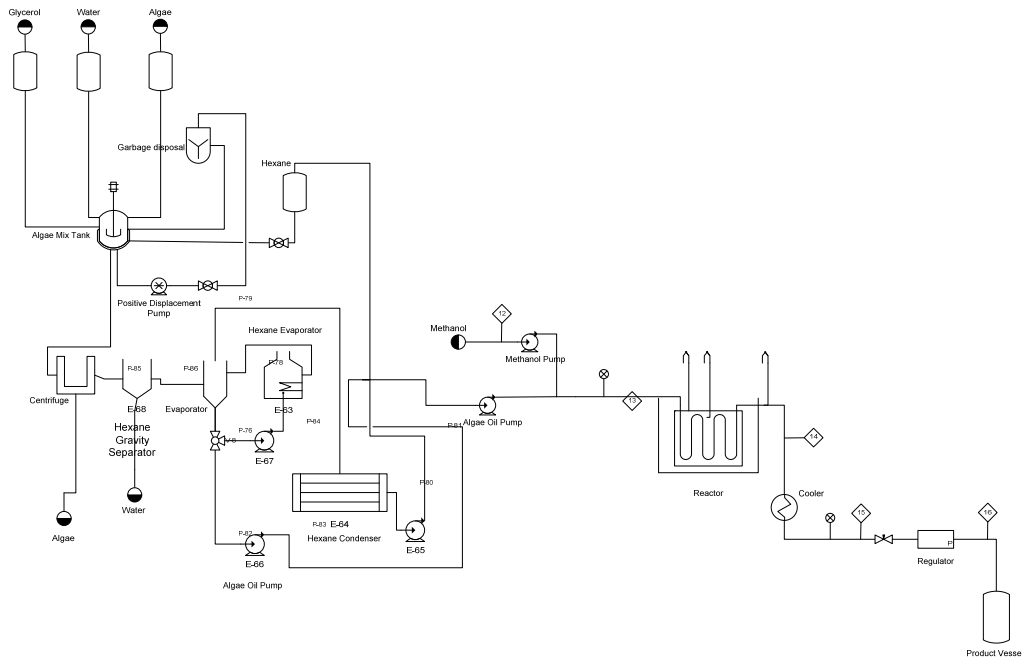 Glycerol
Water
Algae
Garbage disposal
Hexane
Algae Mix Tank
Positive Displacement
Pump
P-79
Hexane Evaporator
12
Methanol
Methanol Pump
P-85
P-86
P-78
Centrifuge
E-68
Evaporator
E-63
13
Hexane
Gravity
Separator
P-76
V-8
P-84
E-67
Algae Oil Pump
P-81
14
P-80
Reactor
Cooler
Water
Algae
P-83
E-64
Hexane Condenser
P-82
E-66
E-65
Algae Oil Pump
15
16
P
Regulator
Product Vesse